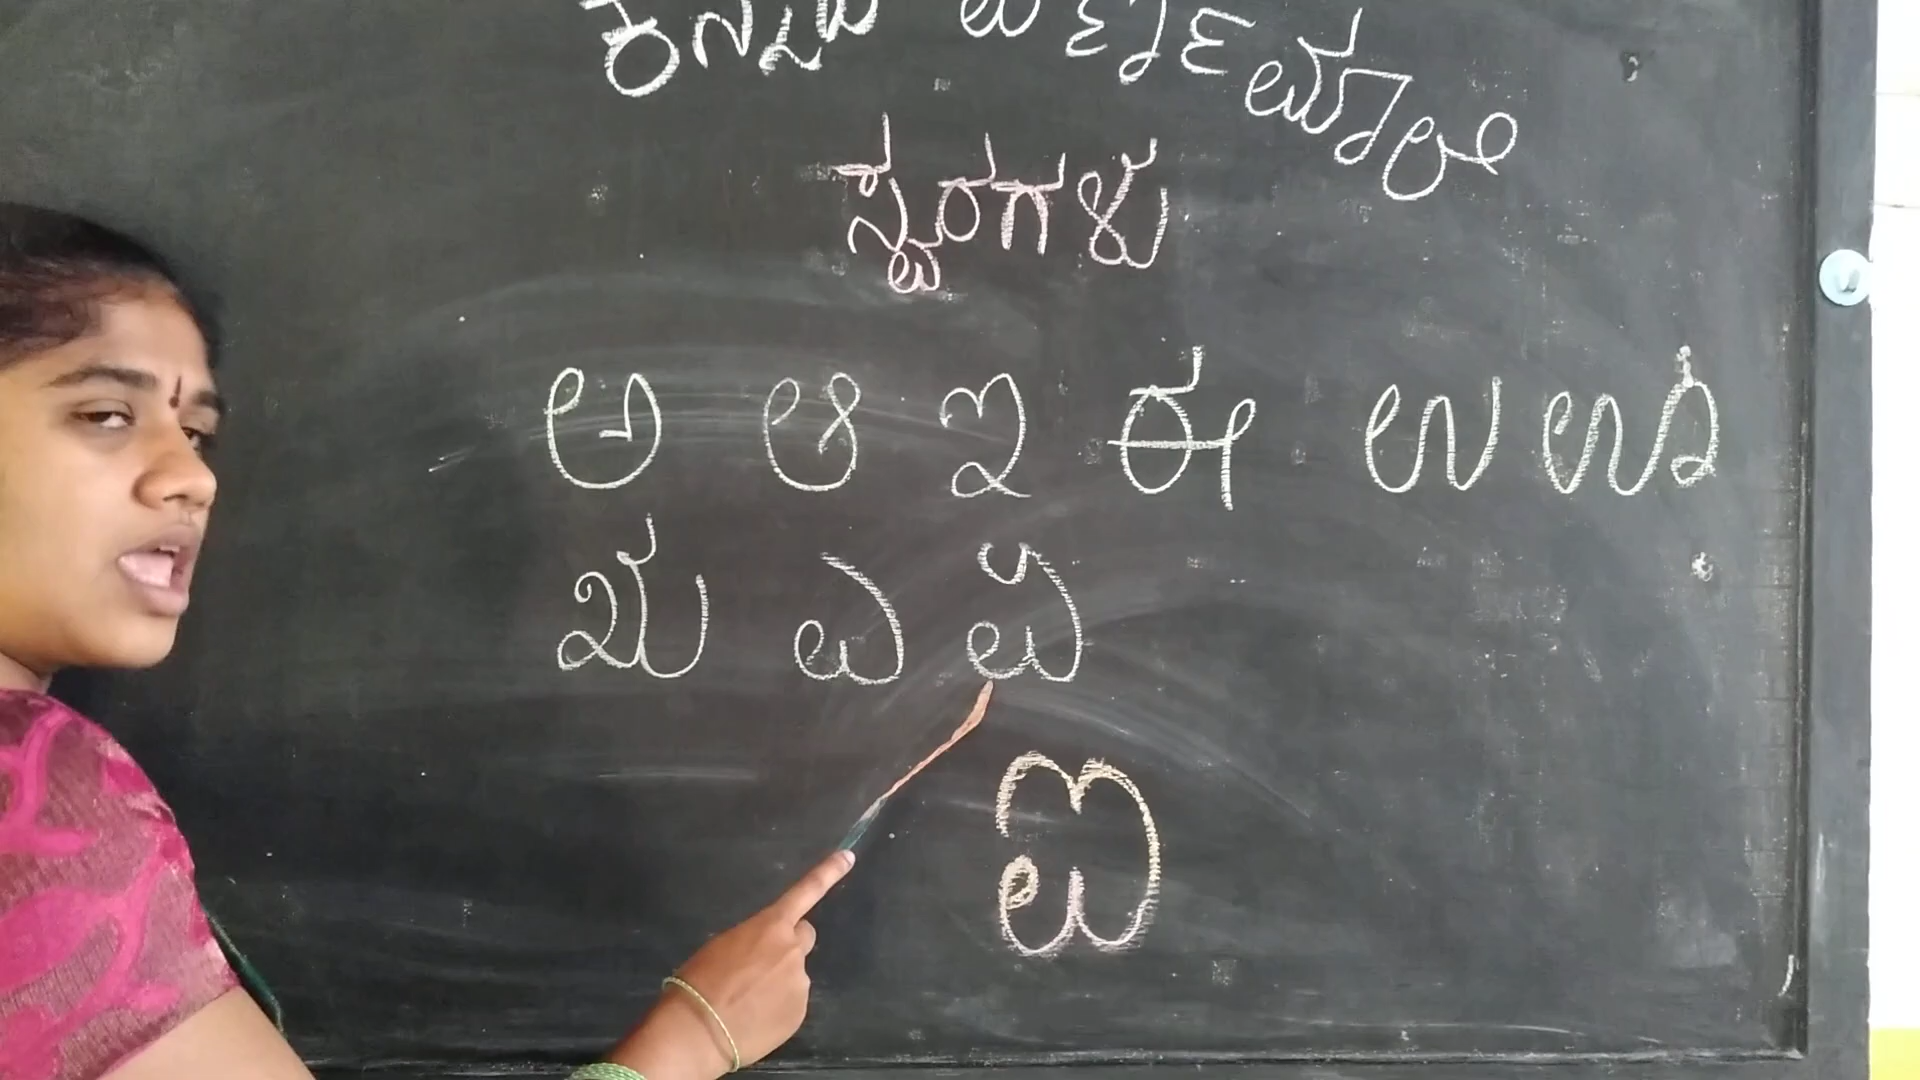 ಕನ್ನಡ ವರ್ಣಮಾಲೆ
ಸ್ವರಗಳು
ಅ ಆ ಇ ಈ ಉ ಊ
ಋ ಎ ಏ
ಐ